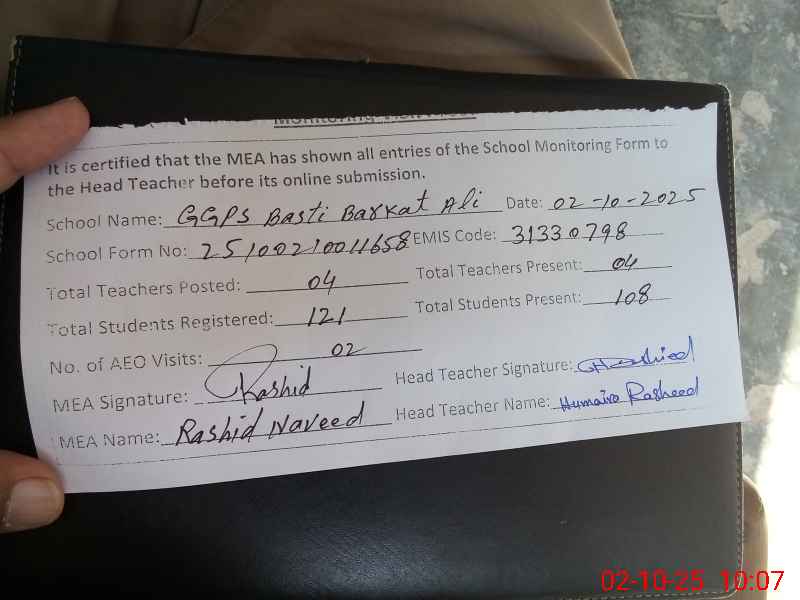 It is certified that the MEA has shown all entries of the School Monitoring Form to
the Head Teacher before its online submission.
School Name: GGPS Basti Barkat Ali Date: 02-10-2025
School Form No: 25100210011658 EMIS Code: 31330798
Total Teachers Posted: 04 Total Teachers Present: 04
Total Students Registered: 121 Total Students Present: 108
No. of AEO Visits: 02
MEA Signature: Rashid Head Teacher Signature:
MEA Name: Rashid Naveed Head Teacher Name: Humaira Rasheed
02-10-25 10:07